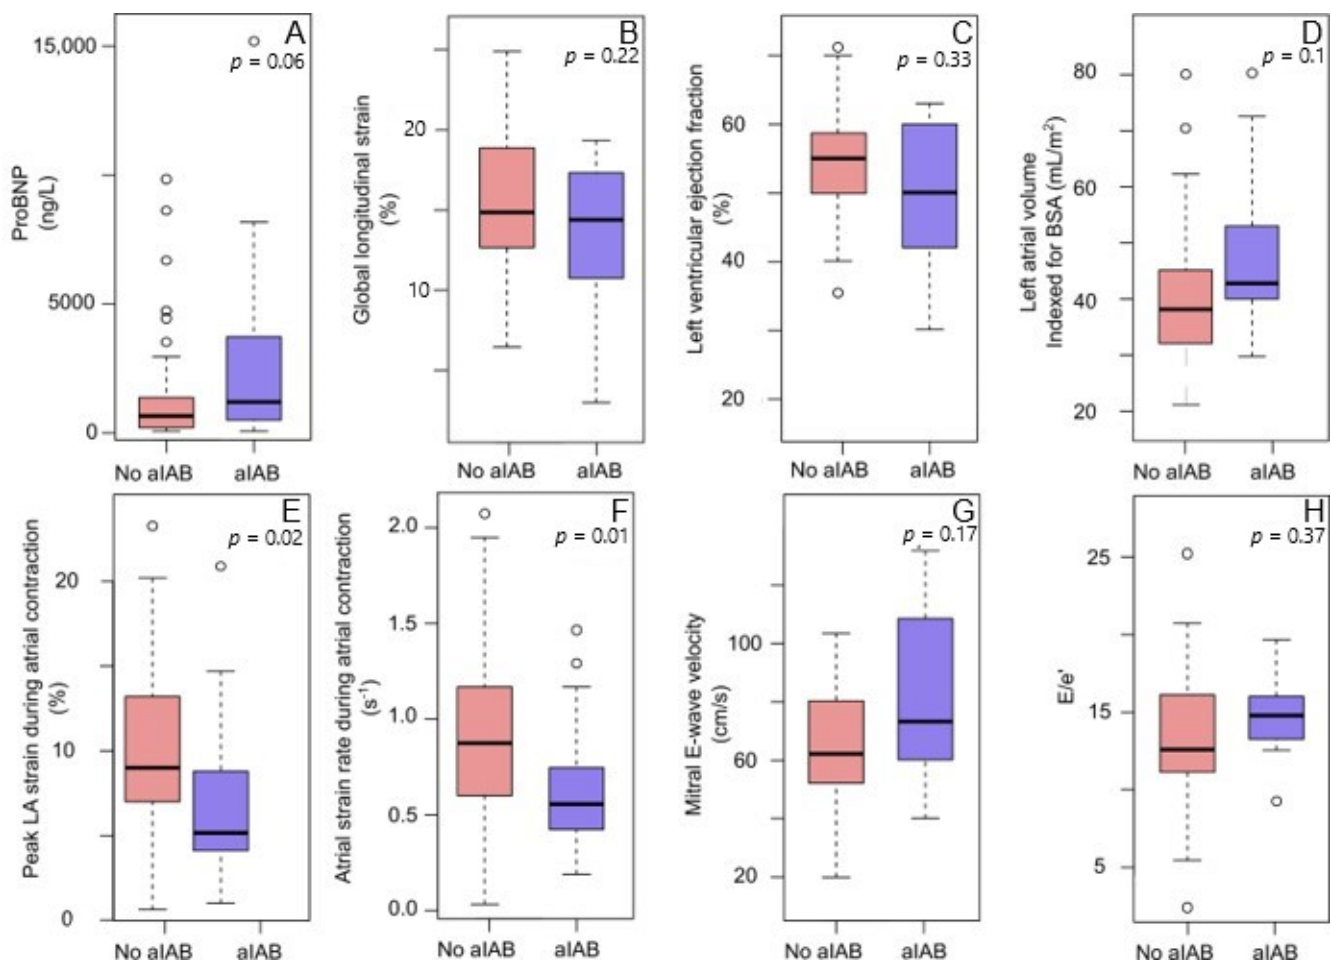 A
p = 0.06
15,000
5000
0
ProBNP
(ng/L)
No aIAB
aIAB
B
p = 0.22
20
10
Global longitudinal strain
(%)
No aIAB
aIAB
C
p = 0.33
60
40
20
Left ventricular ejection fraction
(%)
No aIAB
aIAB
D
p = 0.1
80
60
40
20
Left atrial volume
Indexed for BSA (mL/m²)
No aIAB
aIAB
E
p = 0.02
20
10
0
Peak LA strain during atrial contraction
(%)
No aIAB
aIAB
F
p = 0.01
2.0
1.5
1.0
0.5
0.0
Atrial strain rate during atrial contraction
(s⁻¹)
No aIAB
aIAB
G
p = 0.17
100
60
20
Mitral E-wave velocity
(cm/s)
No aIAB
aIAB
H
p = 0.37
25
15
5
E/e'
No aIAB
aIAB